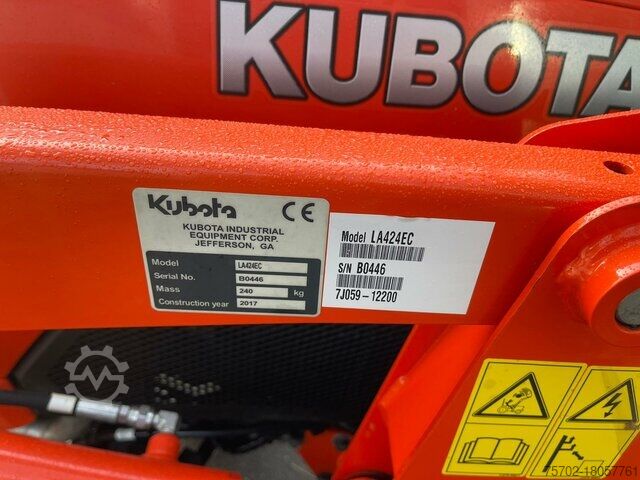 KUBOTA
Kubota CE
KUBOTA INDUSTRIAL
EQUIPMENT CORP.
JEFFERSON, GA
Model LA424EC
Serial No. B0446
Mass 240 kg
Construction year 2017
Model LA424EC
S/N B0446
7J059-12200
75702-18057761